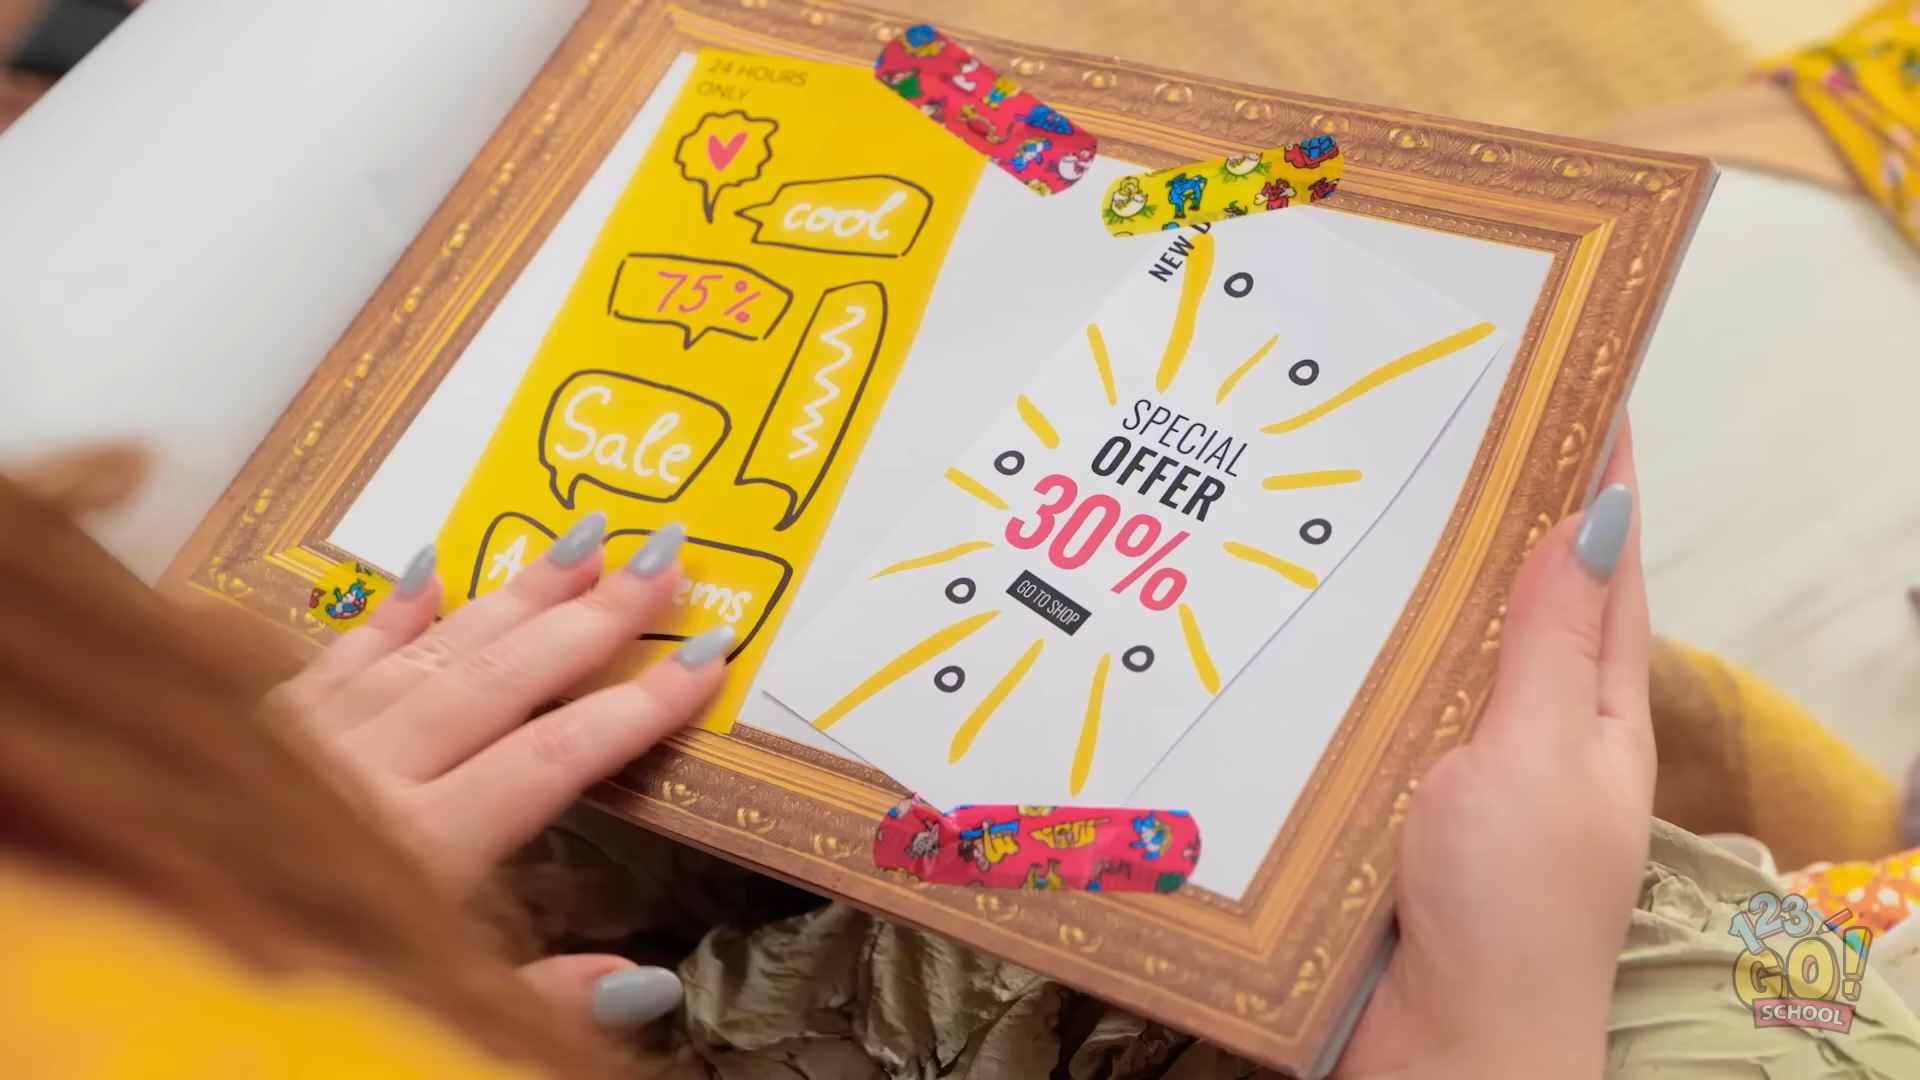 24 HOURS
ONLY
cool
75%
Sale
NEW
SPECIAL
OFFER
30%
GO TO SHOP
123
GO!
SCHOOL